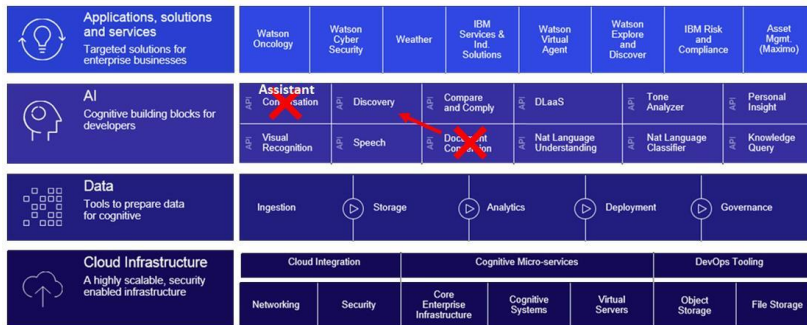 Applications, solutions
and services
Targeted solutions for
enterprise businesses
Watson
Oncology
Watson
Cyber
Security
Weather
IBM
Services &
Ind.
Solutions
Watson
Virtual
Agent
Watson
Explore
and
Discover
IBM Risk
and
Compliance
Asset
Mgmt.
(Maximo)
AI
Cognitive building blocks for
developers
Assistant
API
Conversation
API
Discovery
API
Compare
and Comply
API
DLaaS
API
Tone
Analyzer
API
Personal
Insight
API
Visual
Recognition
API
Speech
API
Document
Conversion
API
Nat Language
Understanding
API
Nat Language
Classifier
API
Knowledge
Query
Data
Tools to prepare data
for cognitive
Ingestion
Storage
Analytics
Deployment
Governance
Cloud Infrastructure
A highly scalable, security
enabled infrastructure
Cloud Integration
Cognitive Micro-services
DevOps Tooling
Networking
Security
Core
Enterprise
Infrastructure
Cognitive
Systems
Virtual
Servers
Object
Storage
File Storage